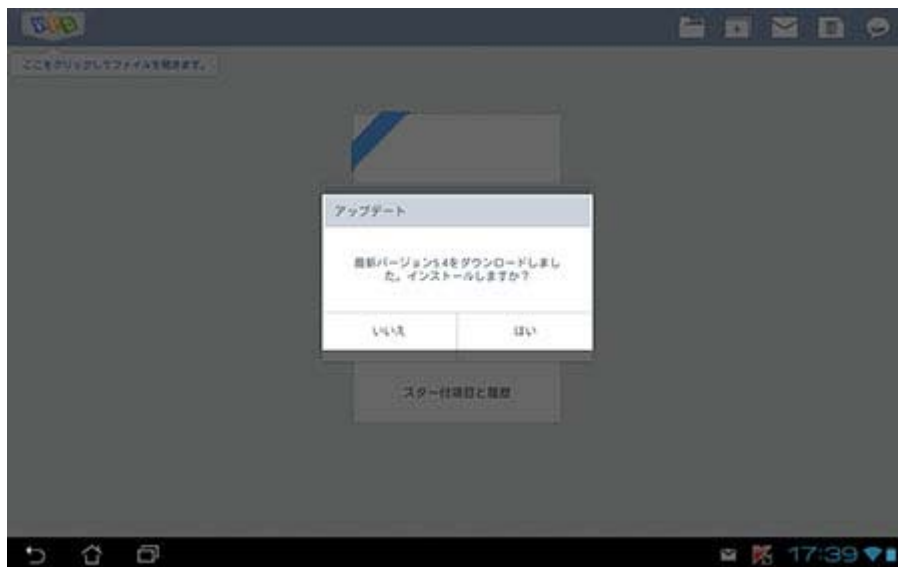 ここをクリックしてファイルを開きます。
アップデート
最新バージョン5.4をダウンロードしまし
た。インストールしますか？
いいえ
はい
スター付項目と履歴
17:39